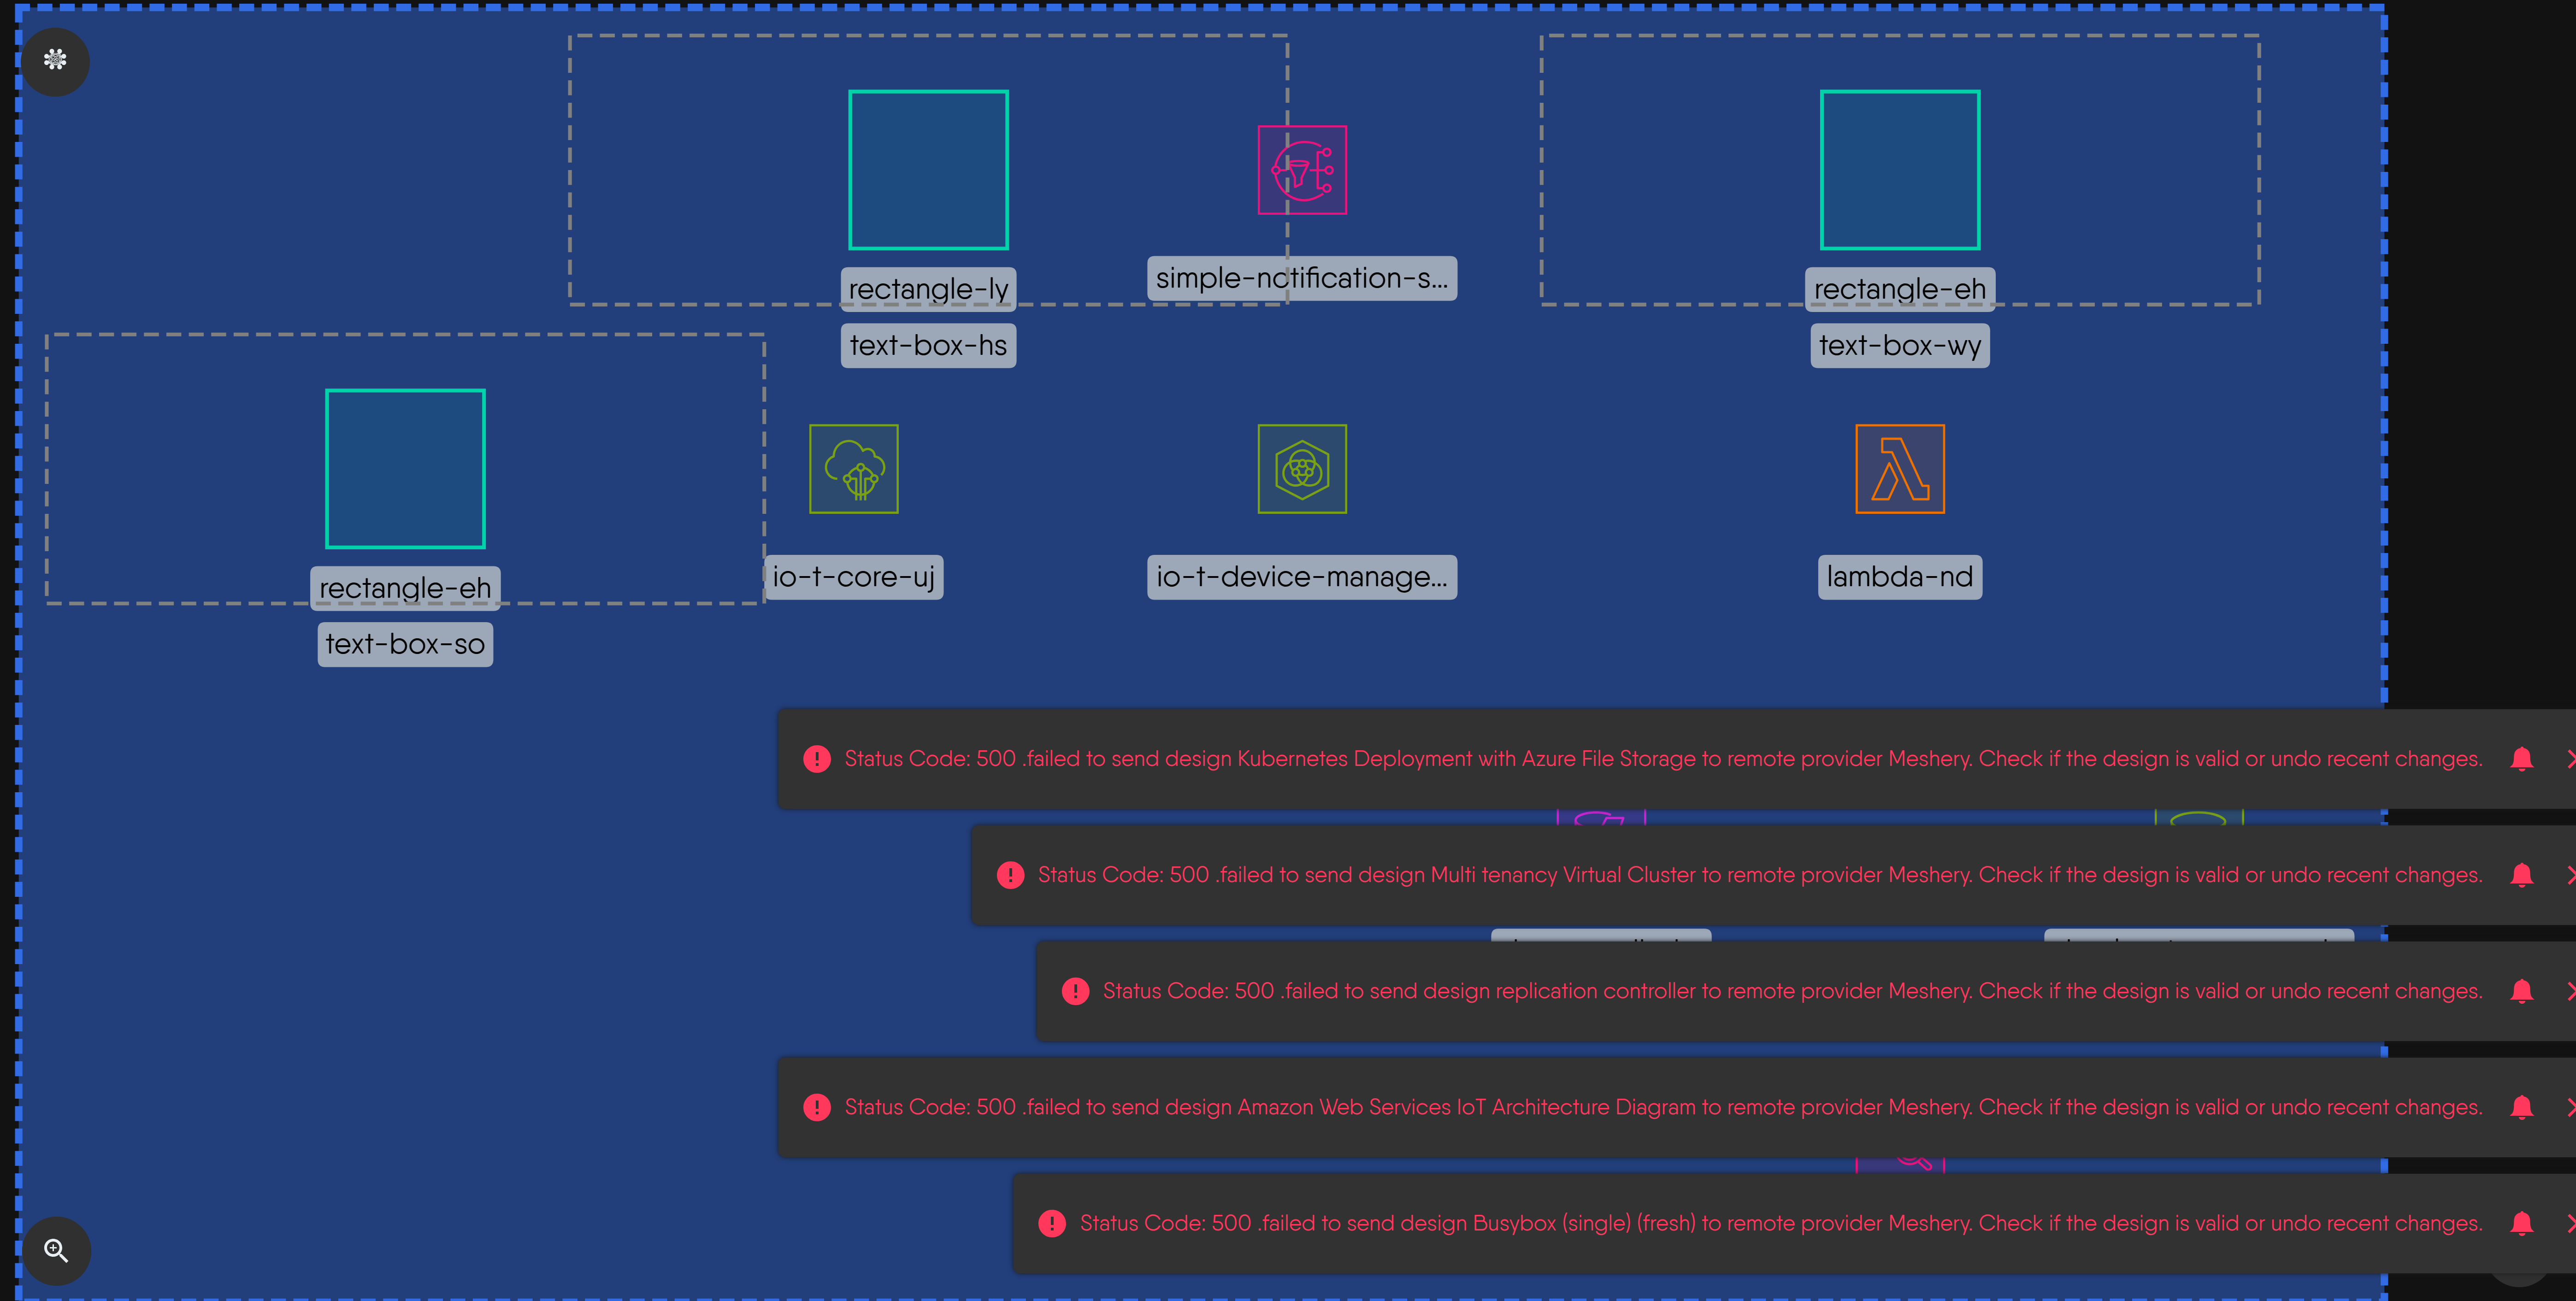 rectangle-ly
simple-notification-s...
rectangle-eh
text-box-hs
text-box-wy
rectangle-eh
io-t-core-uj
io-t-device-manage...
lambda-nd
text-box-so
Status Code: 500 .failed to send design Kubernetes Deployment with Azure File Storage to remote provider Meshery. Check if the design is valid or undo recent changes.
Status Code: 500 .failed to send design Multi tenancy Virtual Cluster to remote provider Meshery. Check if the design is valid or undo recent changes.
Status Code: 500 .failed to send design replication controller to remote provider Meshery. Check if the design is valid or undo recent changes.
Status Code: 500 .failed to send design Amazon Web Services IoT Architecture Diagram to remote provider Meshery. Check if the design is valid or undo recent changes.
Status Code: 500 .failed to send design Busybox (single) (fresh) to remote provider Meshery. Check if the design is valid or undo recent changes.